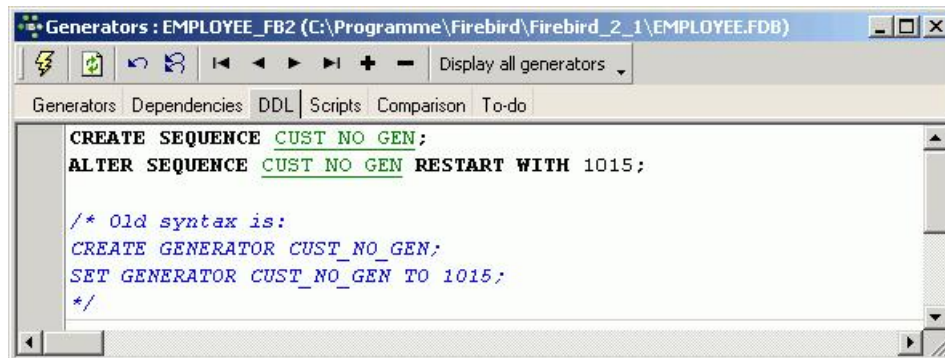 Generators : EMPLOYEE_FB2 (C:\Programme\Firebird\Firebird_2_1\EMPLOYEE.FDB)
Display all generators
Generators Dependencies DDL Scripts Comparison To-do
CREATE SEQUENCE CUST_NO_GEN;
ALTER SEQUENCE CUST_NO_GEN RESTART WITH 1015;
/* Old syntax is:
CREATE GENERATOR CUST_NO_GEN;
SET GENERATOR CUST_NO_GEN TO 1015;
*/